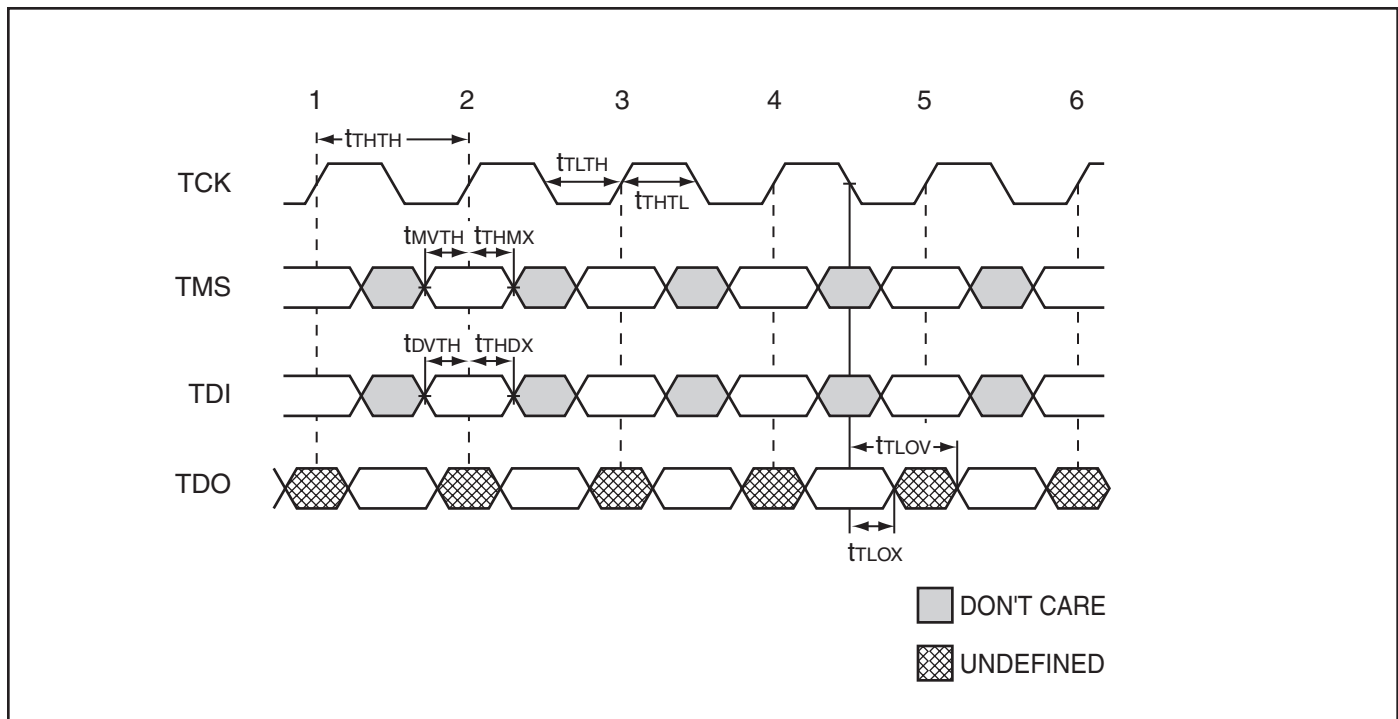 1 2 3 4 5 6
tTHTH
TCK
tTLTH
tTHTL
tMVTH tTHMX
TMS
tDVTH tTHDX
TDI
tTLOV
TDO
tTLOX
DON'T CARE
UNDEFINED